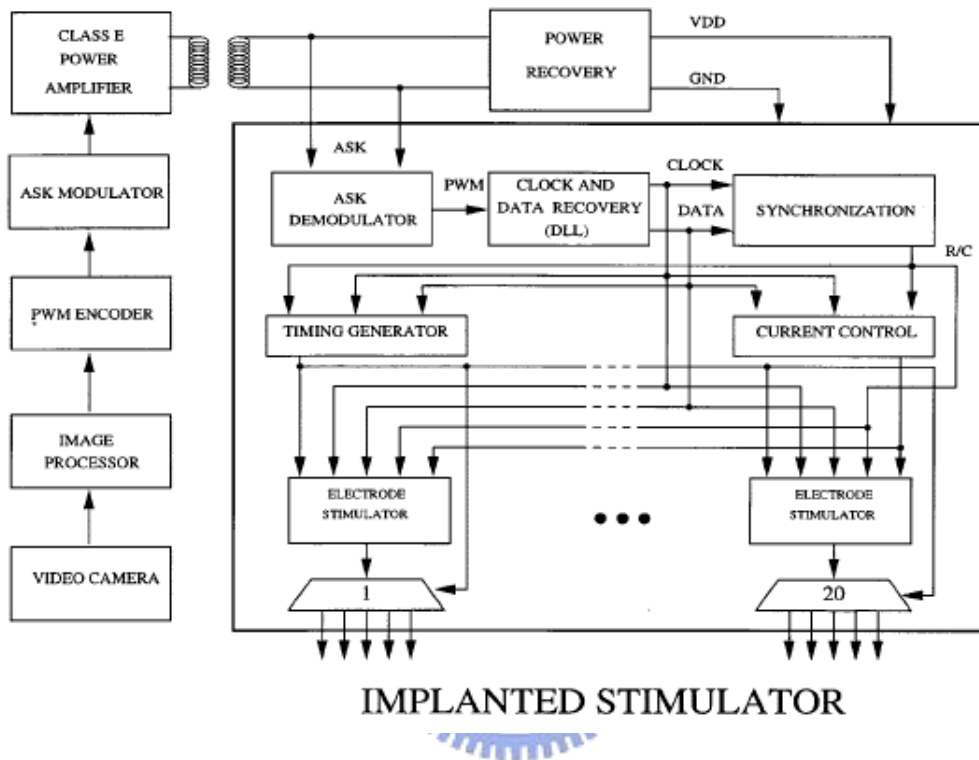 CLASS E
POWER
AMPLIFIER
POWER
RECOVERY
VDD
GND
ASK MODULATOR
ASK
ASK
DEMODULATOR
PWM
CLOCK AND
DATA RECOVERY
(DLL)
CLOCK
DATA
SYNCHRONIZATION
R/C
PWM ENCODER
TIMING GENERATOR
CURRENT CONTROL
IMAGE
PROCESSOR
ELECTRODE
STIMULATOR
ELECTRODE
STIMULATOR
VIDEO CAMERA
1
20
IMPLANTED STIMULATOR